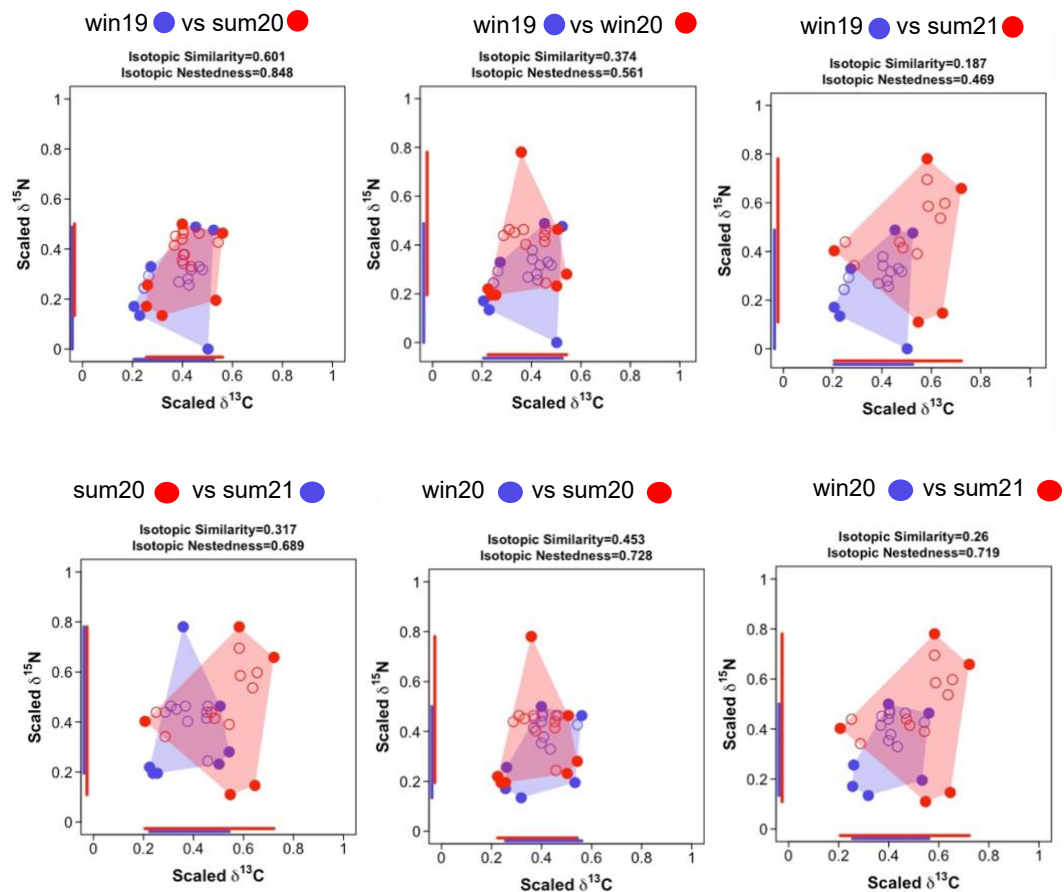 win19 vs sum20
Isotopic Similarity=0.601
Isotopic Nestedness=0.848
1
0.8
0.6
0.4
0.2
0
Scaled δ15N
0 0.2 0.4 0.6 0.8 1
Scaled δ13C
win19 vs win20
Isotopic Similarity=0.374
Isotopic Nestedness=0.561
1
0.8
0.6
0.4
0.2
0
Scaled δ15N
0 0.2 0.4 0.6 0.8 1
Scaled δ13C
win19 vs sum21
Isotopic Similarity=0.187
Isotopic Nestedness=0.469
1
0.8
0.6
0.4
0.2
0
Scaled δ15N
0 0.2 0.4 0.6 0.8 1
Scaled δ13C
sum20 vs sum21
Isotopic Similarity=0.317
Isotopic Nestedness=0.689
1
0.8
0.6
0.4
0.2
0
Scaled δ15N
0 0.2 0.4 0.6 0.8 1
Scaled δ13C
win20 vs sum20
Isotopic Similarity=0.453
Isotopic Nestedness=0.728
1
0.8
0.6
0.4
0.2
0
Scaled δ15N
0 0.2 0.4 0.6 0.8 1
Scaled δ13C
win20 vs sum21
Isotopic Similarity=0.26
Isotopic Nestedness=0.719
1
0.8
0.6
0.4
0.2
0
Scaled δ15N
0 0.2 0.4 0.6 0.8 1
Scaled δ13C